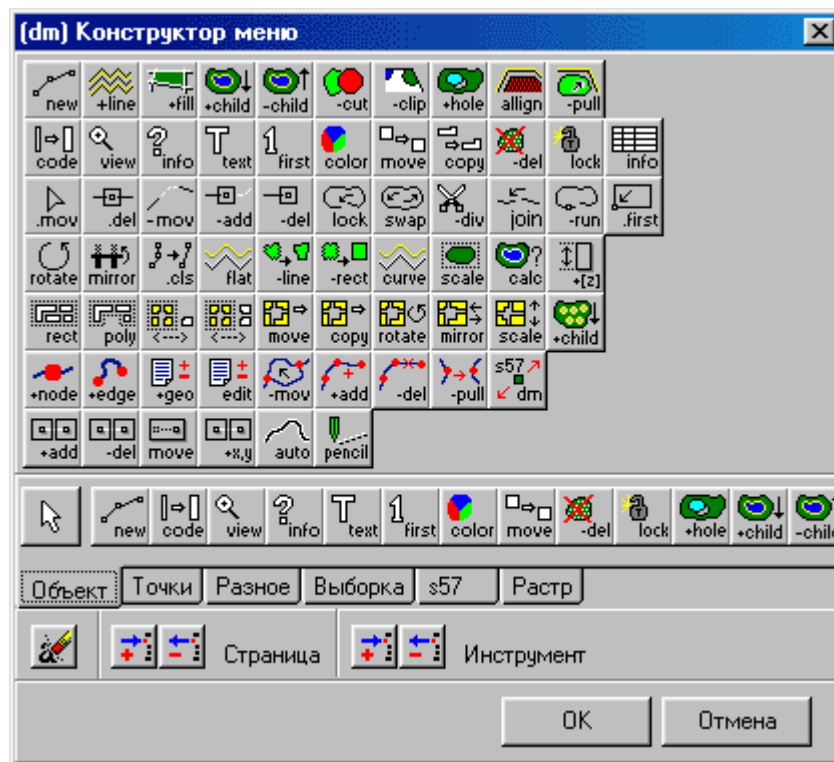 (dm) Конструктор меню
new +line +fill +child -child -cut -clip +hole allign -pull
code view info text first color move copy -del lock info
.mov .del -mov -add -del lock swap -div join -run .first
rotate mirror .cls flat -line -rect curve scale calc +[z]
rect poly <---> <---> move copy rotate mirror scale +child
+node +edge +geo edit -mov +add -del -pull s57 dm
+add -del move +x,y auto pencil
new code view info text first color move -del lock +hole +child -chil
Объект Точки Разное Выборка s57 Растр
Страница Инструмент
OK Отмена